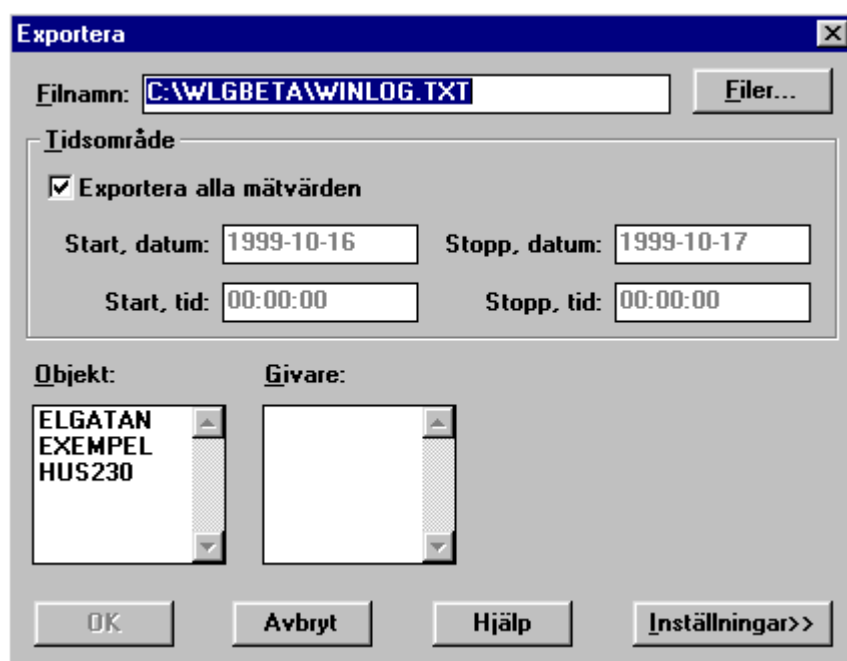 Exportera
Filnamn: C:\WLGBETA\WINLOG.TXT Filer...
Tidsområde
Exportera alla mätvärden
Start, datum: 1999-10-16 Stopp, datum: 1999-10-17
Start, tid: 00:00:00 Stopp, tid: 00:00:00
Objekt: Givare:
ELGATAN
EXEMPEL
HUS230
OK Avbryt Hjälp Inställningar>>